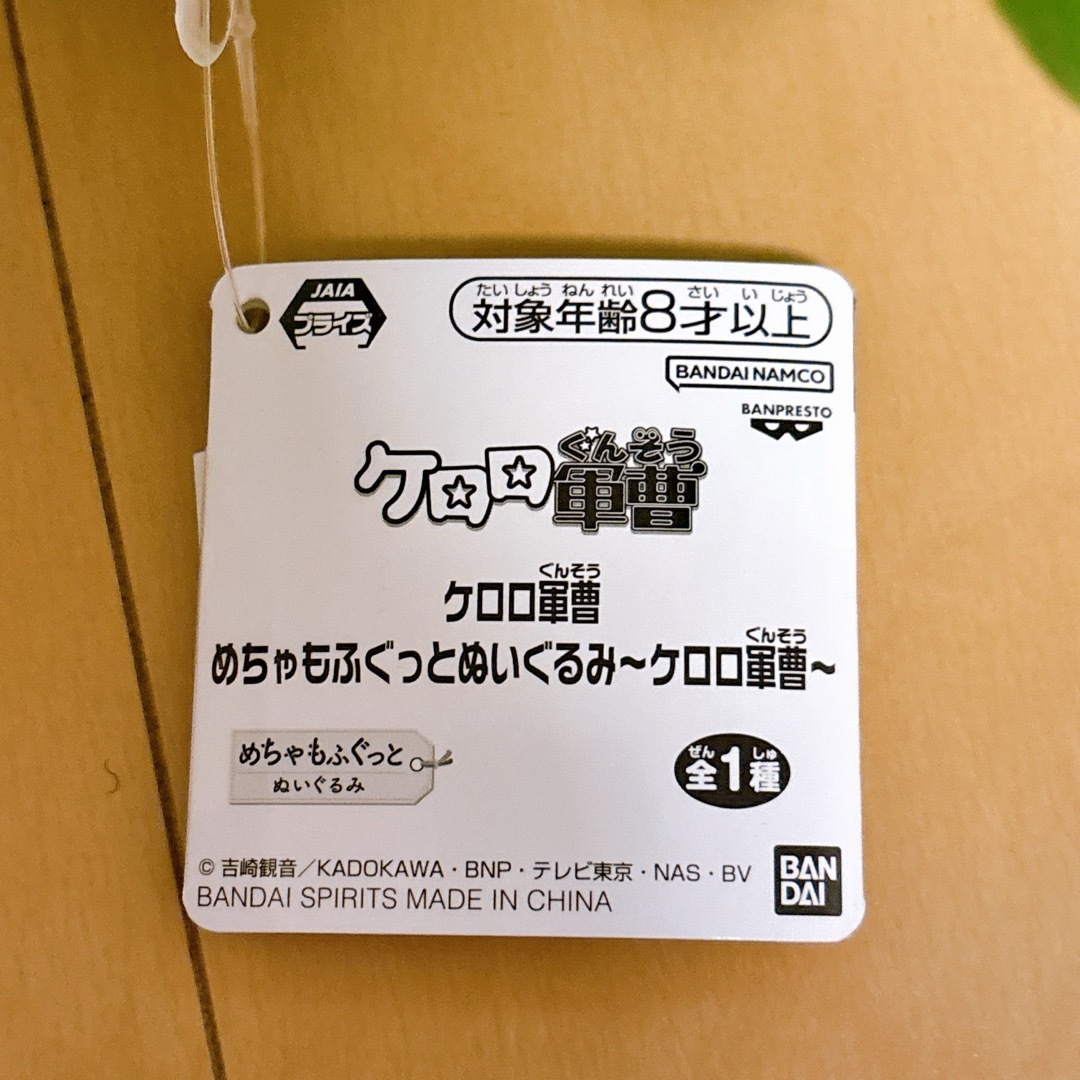 JAIA
プライズ
たいしょうねんれい さいいじょう
対象年齢8才以上
BANDAI NAMCO
BANPRESTO
ぐんそう
ケロロ軍曹
ぐんそう
ケロロ軍曹
ぐんそう
めちゃもふぐっとぬいぐるみ～ケロロ軍曹～
めちゃもふぐっと
ぬいぐるみ
ぜん しゅ
全1種
© 吉崎観音／KADOKAWA・BNP・テレビ東京・NAS・BV
BANDAI SPIRITS MADE IN CHINA
BAN
DAI